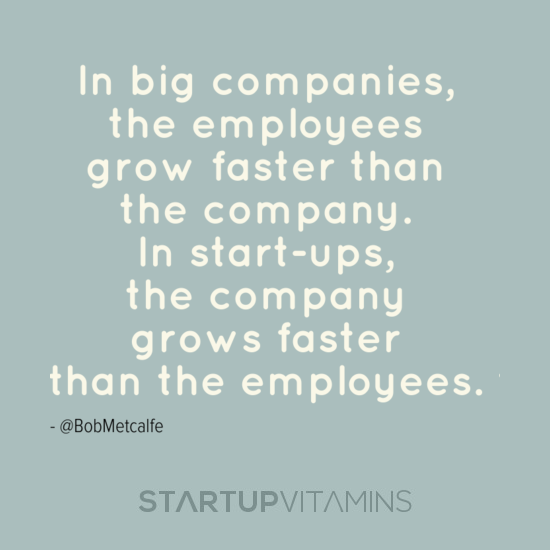 In big companies,
the employees
grow faster than
the company.
In start-ups,
the company
grows faster
than the employees.
- @BobMetcalfe
STARTUPVITAMINS